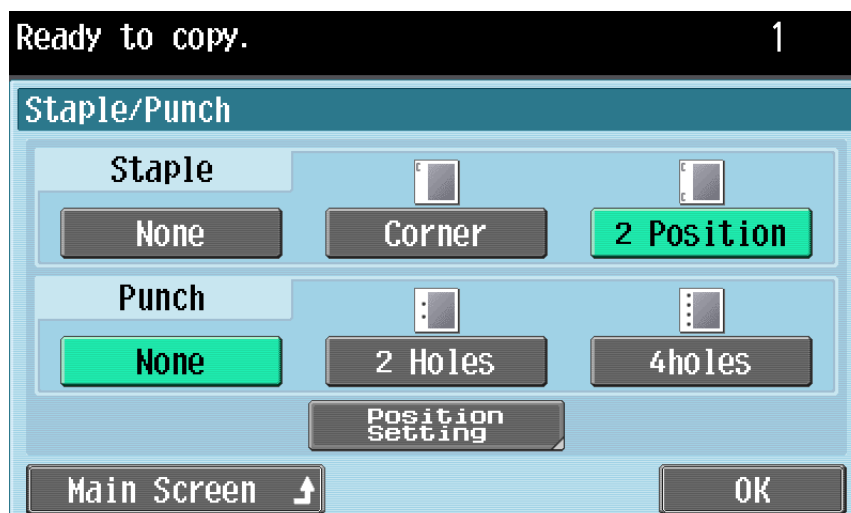 Ready to copy. 1
Staple/Punch
Staple
None Corner 2 Position
Punch
None 2 Holes 4holes
Position
Setting
Main Screen OK